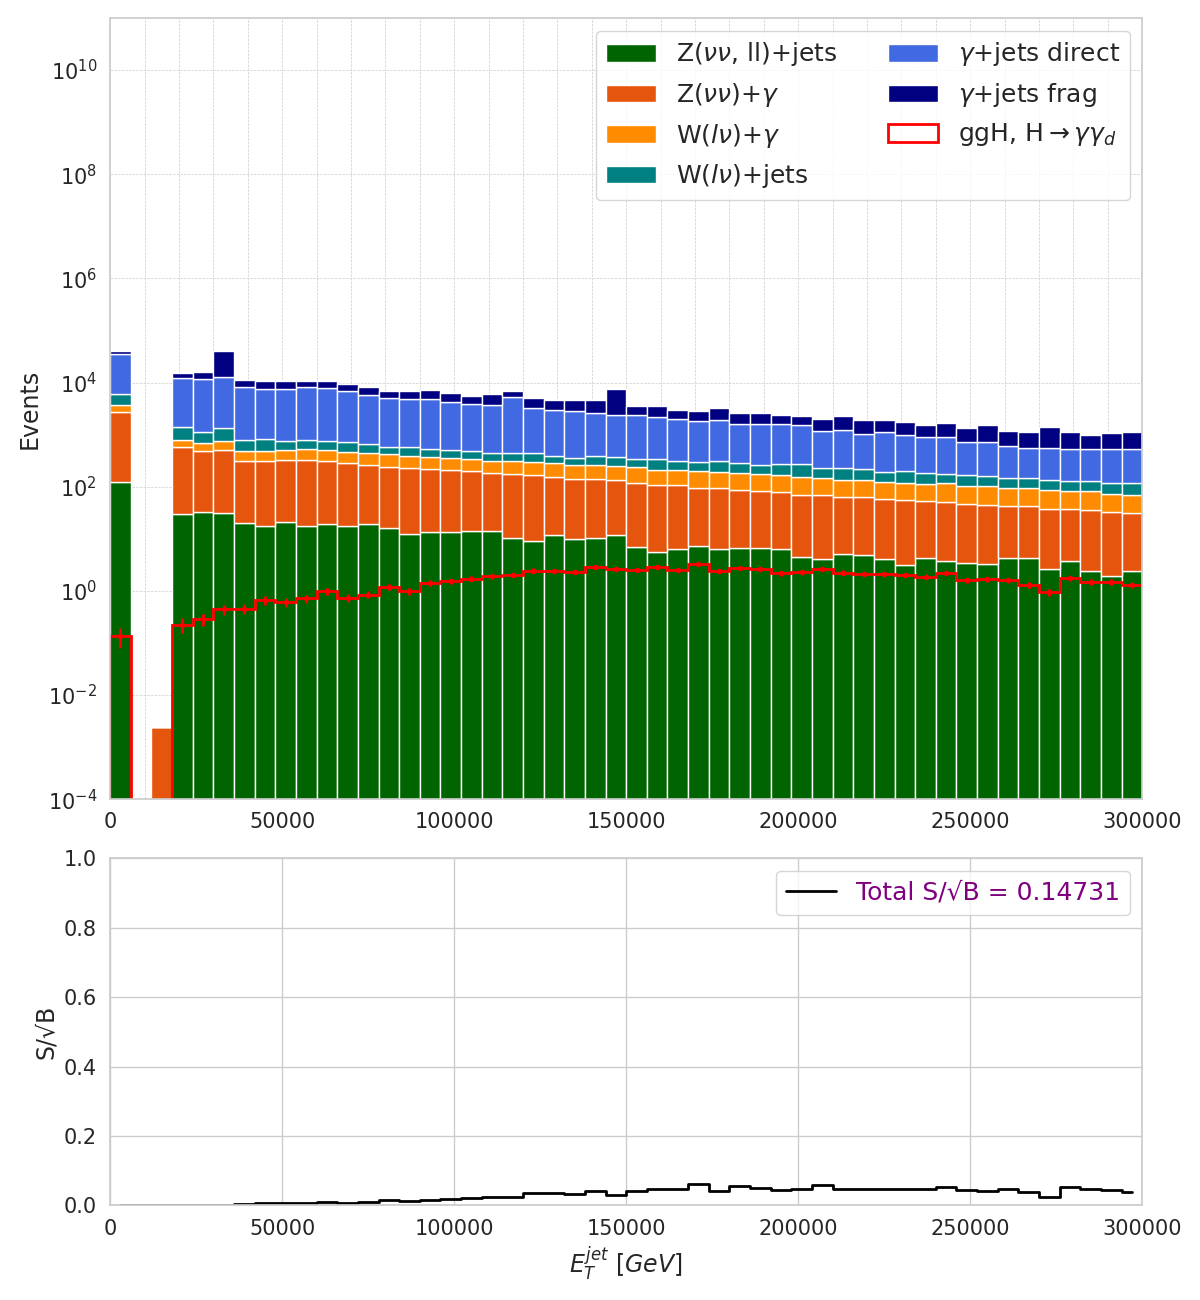 Z(νν, ll)+jets
Z(νν)+γ
W(lν)+γ
W(lν)+jets
γ+jets direct
γ+jets frag
ggH, H→γγ_d
Events
10^10
10^8
10^6
10^4
10^2
10^0
10^−2
10^−4
0 50000 100000 150000 200000 250000 300000
Total S/√B = 0.14731
S/√B
1.0
0.8
0.6
0.4
0.2
0.0
0 50000 100000 150000 200000 250000 300000
E_T^jet [GeV]